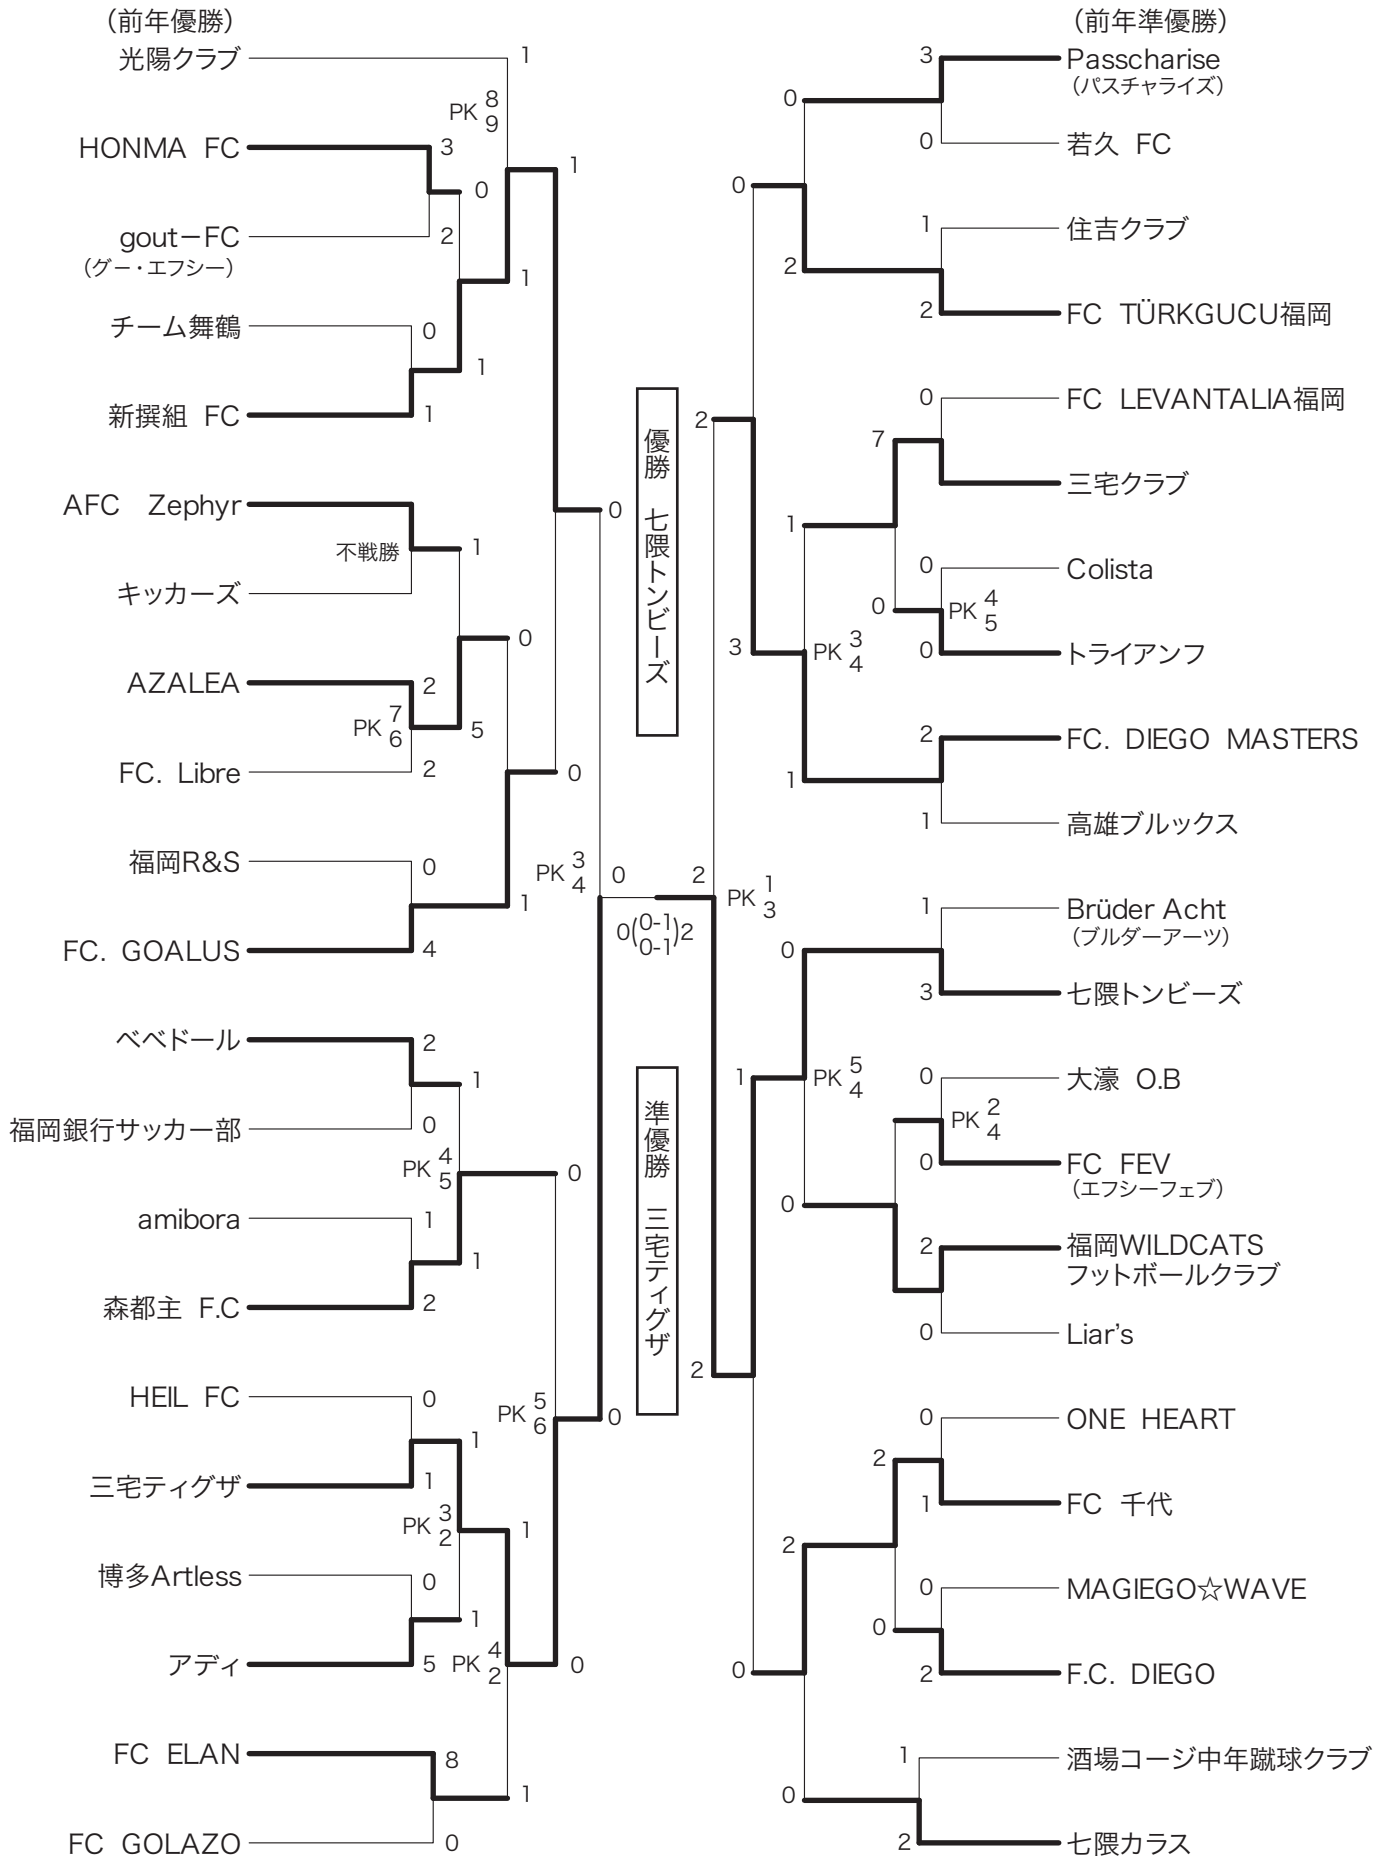 （前年優勝）
光陽クラブ
1
PK 8
9
HONMA FC
3
0
1
gout－FC
2
（グー・エフシー）
1
チーム舞鶴
0
1
新撰組 FC
1
AFC Zephyr
不戦勝
1
キッカーズ
0
0
AZALEA
2
PK 7
6
5
FC. Libre
2
0
福岡R&S
0
PK 3
4
1
FC. GOALUS
4
ベベドール
2
1
福岡銀行サッカー部
0
PK 4
5
0
amibora
1
1
森都主 F.C
2
HEIL FC
0
PK 5
6
0
1
三宅ティグザ
1
PK 3
2
1
博多Artless
0
1
アディ
5
PK 4
2
0
FC ELAN
8
1
FC GOLAZO
0
優勝 七隈トンビーズ
0 2
0(0-1
0-1)2
準優勝 三宅ティグザ
（前年準優勝）
3
Passcharise
（パスチャライズ）
0
0
若久 FC
0
1
住吉クラブ
2
2
FC TÜRKGUCU福岡
0
FC LEVANTALIA福岡
2
7
三宅クラブ
1
0
Colista
0
PK 4
5
3
PK 3
4
0
トライアンフ
2
FC. DIEGO MASTERS
1
1
高雄ブルックス
PK 1
3
1
Brüder Acht
（ブルダーアーツ）
0
3
七隈トンビーズ
1
PK 5
4
0
大濠 O.B
PK 2
4
0
FC FEV
（エフシーフェブ）
0
2
福岡WILDCATS
フットボールクラブ
0
Liar's
2
0
ONE HEART
2
1
FC 千代
2
0
MAGIEGO☆WAVE
0
2
F.C. DIEGO
0
1
酒場コージ中年蹴球クラブ
0
2
七隈カラス